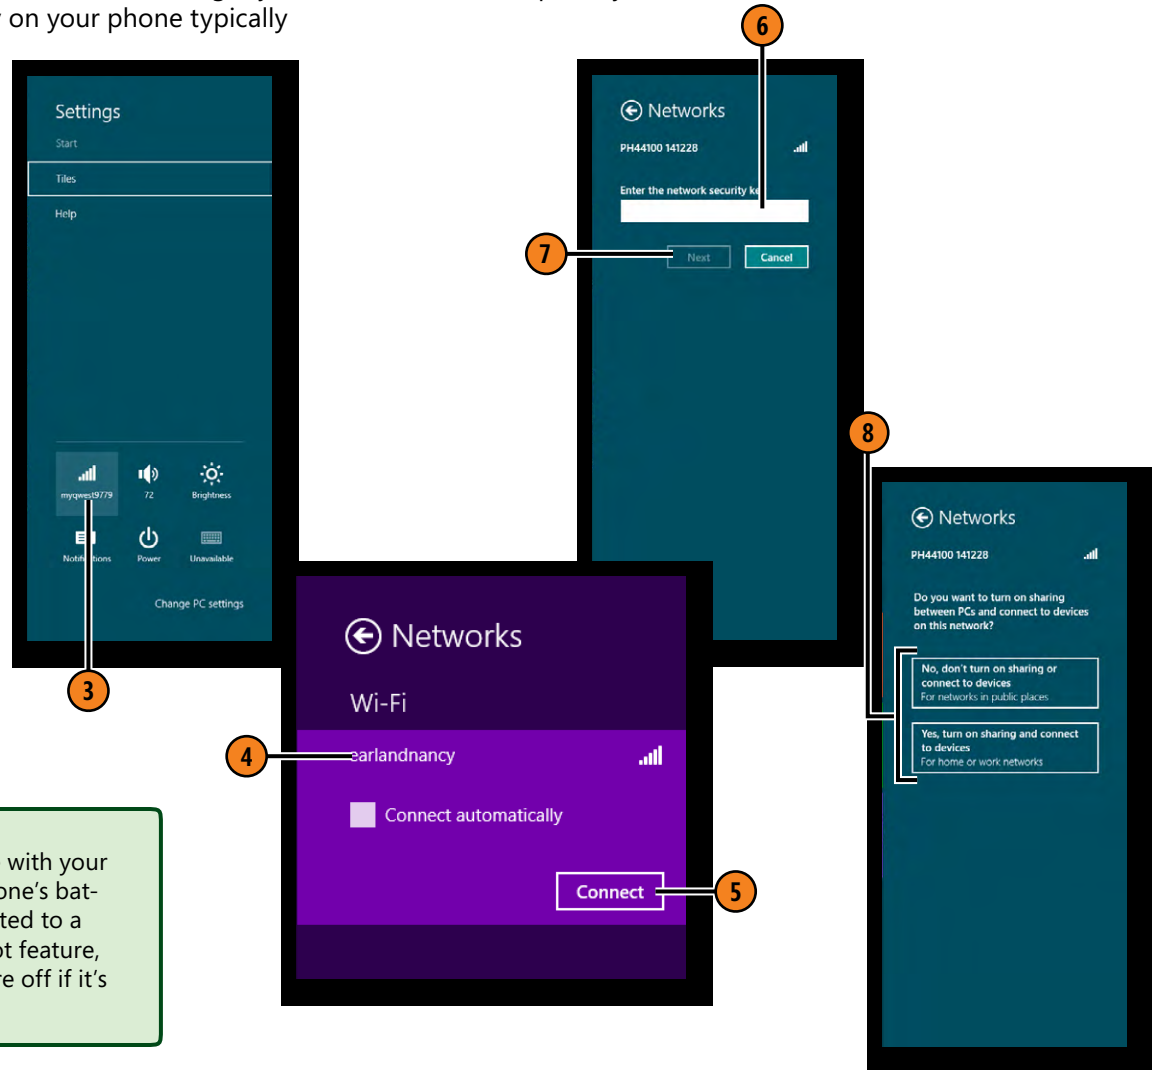 on your phone typically
6
Settings
Start
Tiles
Help
myqwest9779
72
Brightness
Notifications
Power
Unavailable
Change PC settings
3
Networks
PH44100 141228
Enter the network security
7
Next
Cancel
Networks
Wi-Fi
4
earlandnancy
Connect automatically
Connect
5
8
Networks
PH44100 141228
Do you want to turn on sharing
between PCs and connect to devices
on this network?
No, don't turn on sharing or
connect to devices
For networks in public places
Yes, turn on sharing and connect
to devices
For home or work networks
with your
one's bat-
ted to a
ot feature,
re off if it's